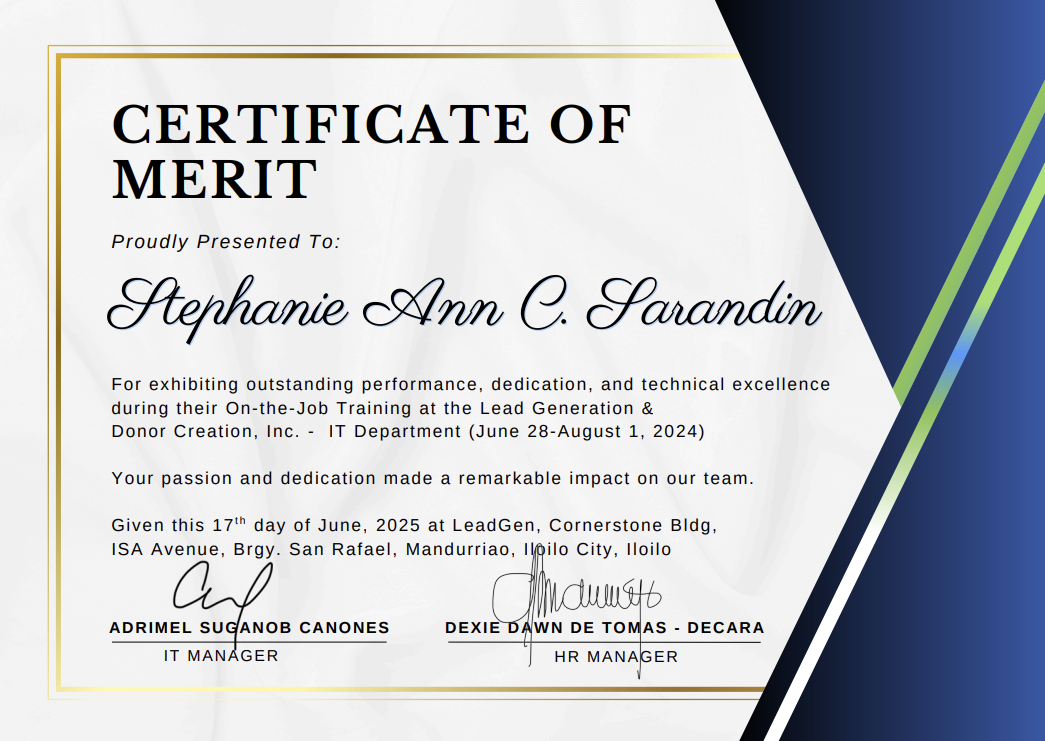 CERTIFICATE OF
MERIT
Proudly Presented To:
Stephanie Ann C. Sarandin
For exhibiting outstanding performance, dedication, and technical excellence
during their On-the-Job Training at the Lead Generation &
Donor Creation, Inc. - IT Department (June 28-August 1, 2024)
Your passion and dedication made a remarkable impact on our team.
Given this 17th day of June, 2025 at LeadGen, Cornerstone Bldg,
ISA Avenue, Brgy. San Rafael, Mandurriao, Iloilo City, Iloilo
ADRIMEL SUGANOB CANONES
IT MANAGER
DEXIE DAWN DE TOMAS - DECARA
HR MANAGER